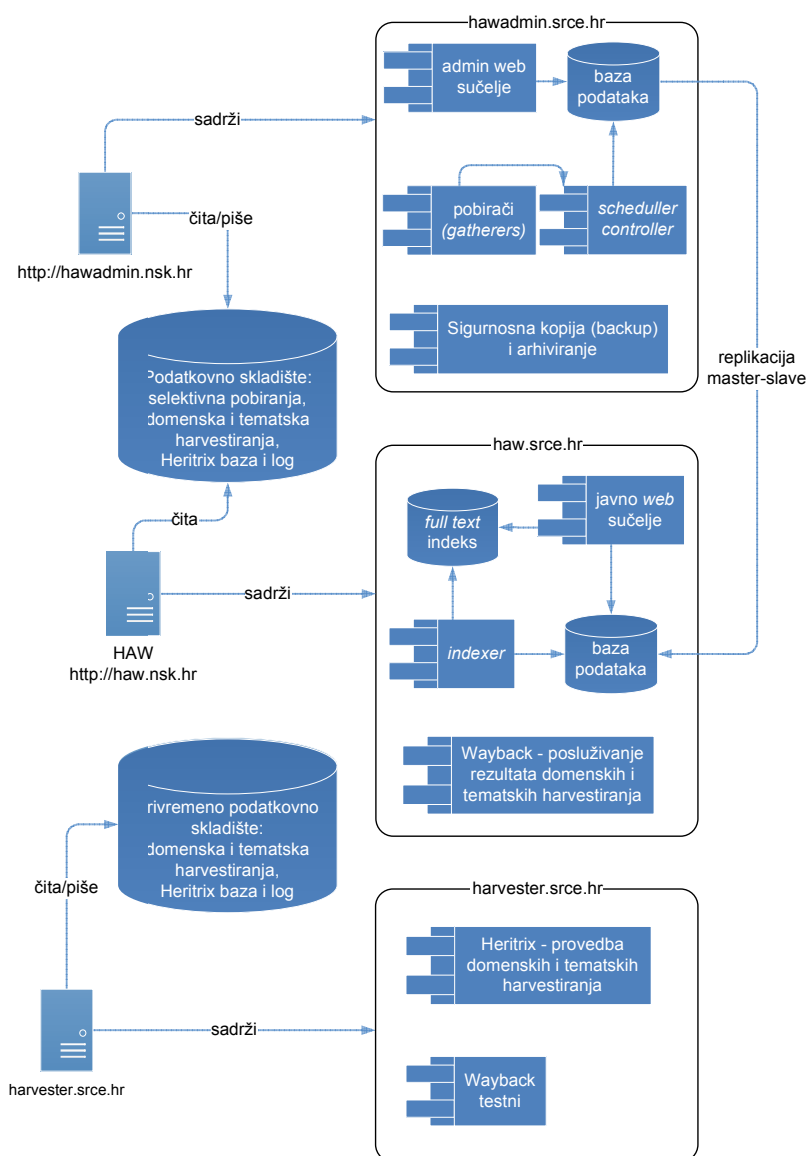 hawadmin.srce.hr
admin web
sučelje
baza
podataka
sadrži
čita/piše
http://hawadmin.nsk.hr
pobirači
(gatherers)
scheduller
controller
Sigurnosna kopija (backup)
i arhiviranje
replikacija
master-slave
Podatkovno skladište:
selektivna pobiranja,
domenska i tematska
harvestiranja,
Heritrix baza i log
haw.srce.hr
full text
indeks
javno web
sučelje
čita
sadrži
HAW
http://haw.nsk.hr
indexer
baza
podataka
Wayback - posluživanje
rezultata domenskih i
tematskih harvestiranja
rivremeno podatkovno
skladište:
domenska i tematska
harvestiranja,
Heritrix baza i log
čita/piše
harvester.srce.hr
Heritrix - provedba
domenskih i tematskih
harvestiranja
sadrži
Wayback
testni
harvester.srce.hr